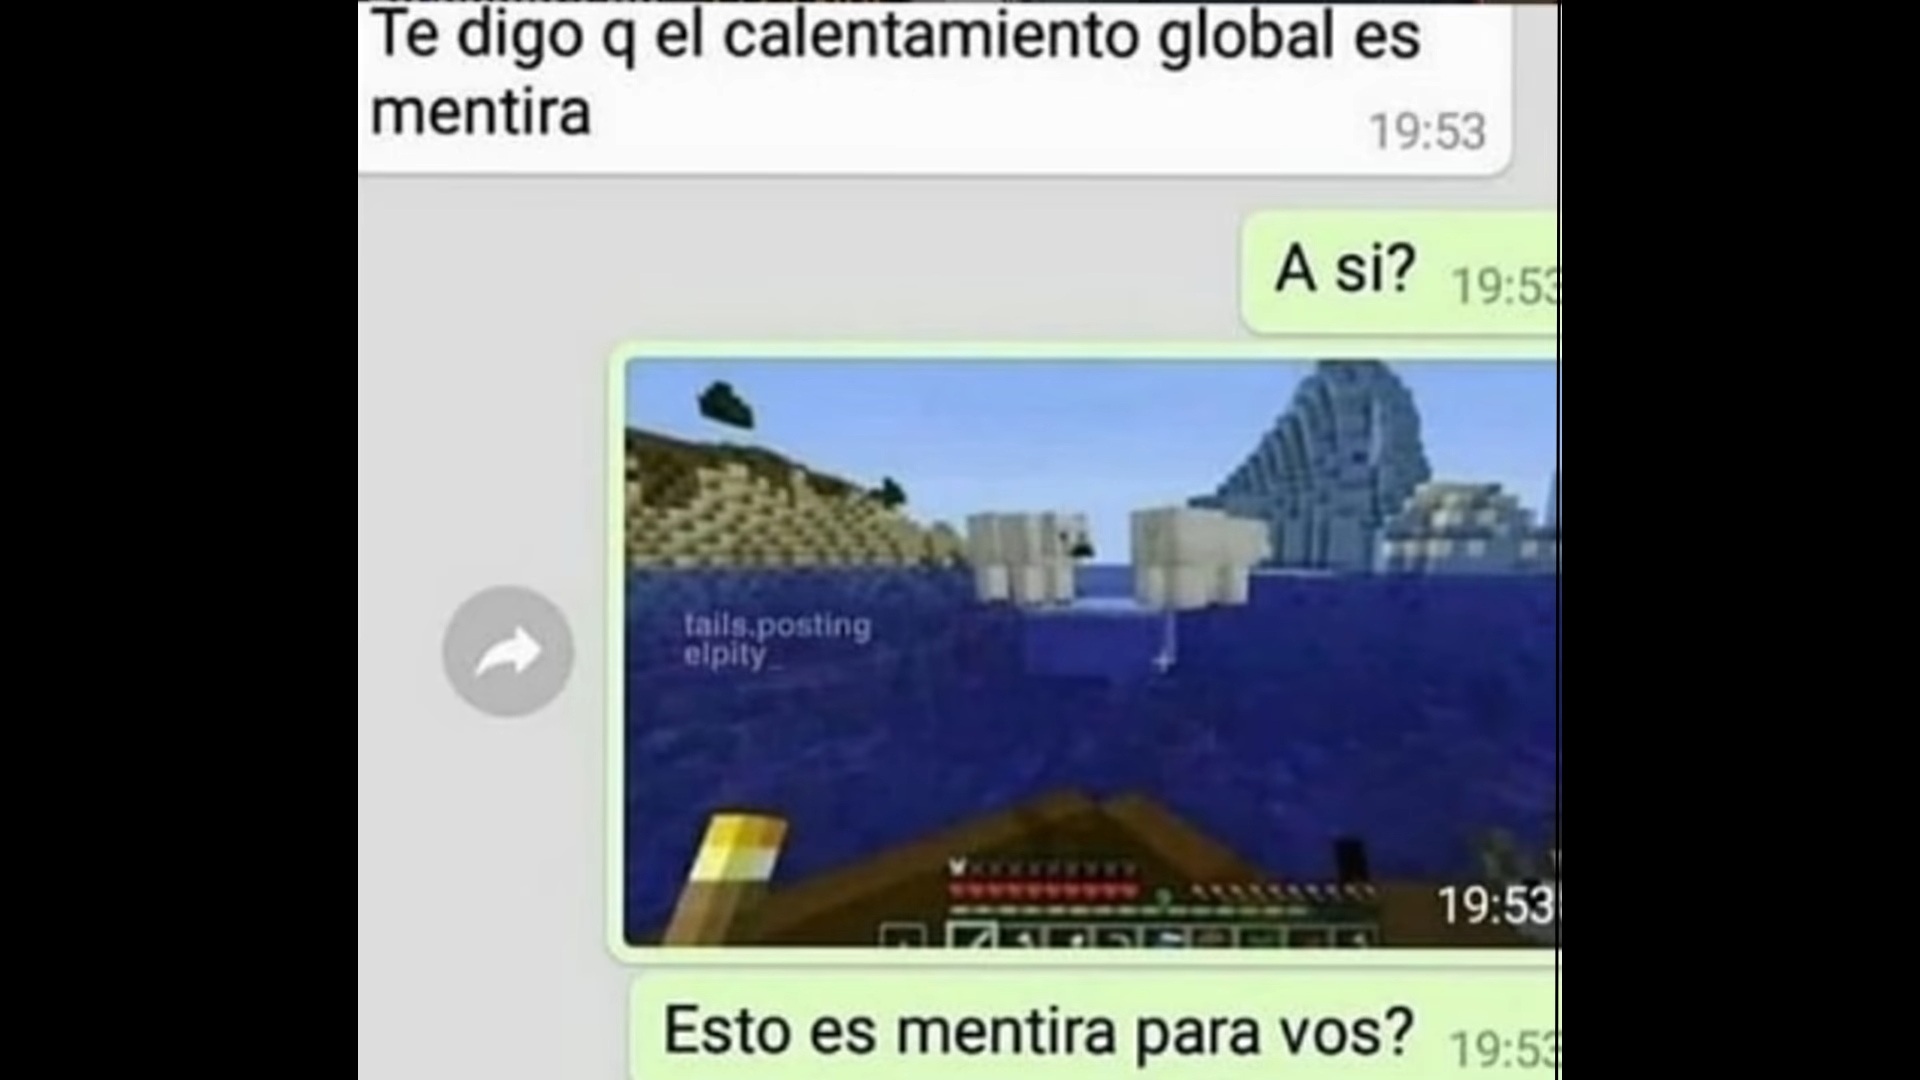 Te digo q el calentamiento global es
mentira
19:53
A si?
19:53
tails.posting
elpity_
19:53
Esto es mentira para vos?
19:53